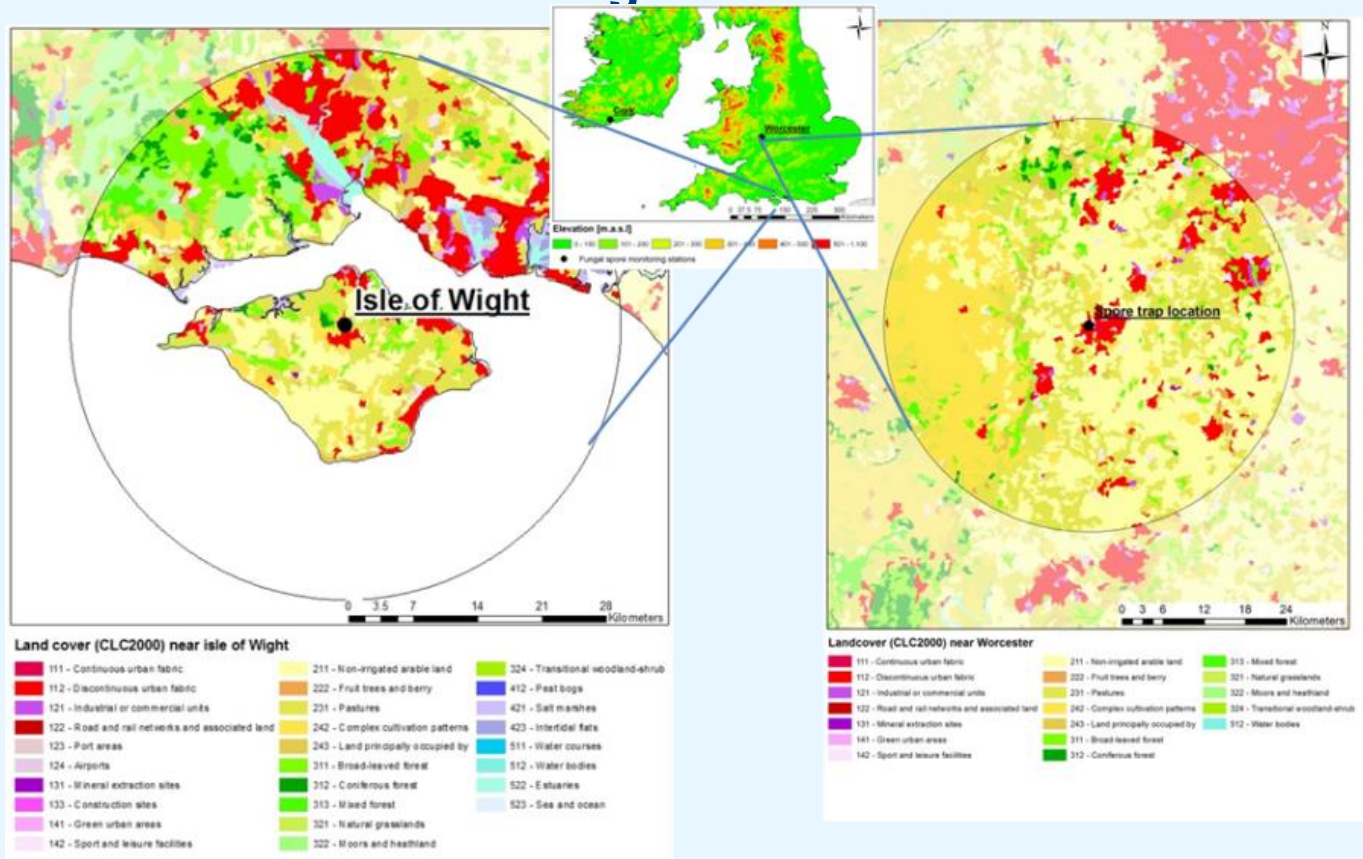 Isle of Wight
0 3.5 7 14 21 28
Kilometers
Land cover (CLC2000) near isle of Wight
111 - Continuous urban fabric
112 - Discontinuous urban fabric
121 - Industrial or commercial units
122 - Road and rail networks and associated land
123 - Port areas
124 - Airports
131 - Mineral extraction sites
133 - Construction sites
141 - Green urban areas
142 - Sport and leisure facilities
211 - Non-irrigated arable land
222 - Fruit trees and berry
231 - Pastures
242 - Complex cultivation patterns
243 - Land principally occupied by
311 - Broad-leaved forest
312 - Coniferous forest
313 - Mixed forest
321 - Natural grasslands
322 - Moors and heathland
324 - Transitional woodland-shrub
412 - Peat bogs
421 - Salt marshes
423 - Intertidal flats
511 - Water courses
512 - Water bodies
522 - Estuaries
523 - Sea and ocean
N
Cork
Worcester
Kilometers
Elevation [m.a.s.l]
0 - 100
101 - 200
201 - 300
401 - 500
501 - 1,100
Fungal spore monitoring stations
N
Spore trap location
0 3 6 12 18 24
Kilometers
Landcover (CLC2000) near Worcester
111 - Continuous urban fabric
112 - Discontinuous urban fabric
121 - Industrial or commercial units
122 - Road and rail networks and associated land
131 - Mineral extraction sites
141 - Green urban areas
142 - Sport and leisure facilities
211 - Non-irrigated arable land
222 - Fruit trees and berry
231 - Pastures
242 - Complex cultivation patterns
243 - Land principally occupied by
311 - Broad-leaved forest
312 - Coniferous forest
313 - Mixed forest
321 - Natural grasslands
322 - Moors and heathland
324 - Transitional woodland-shrub
512 - Water bodies